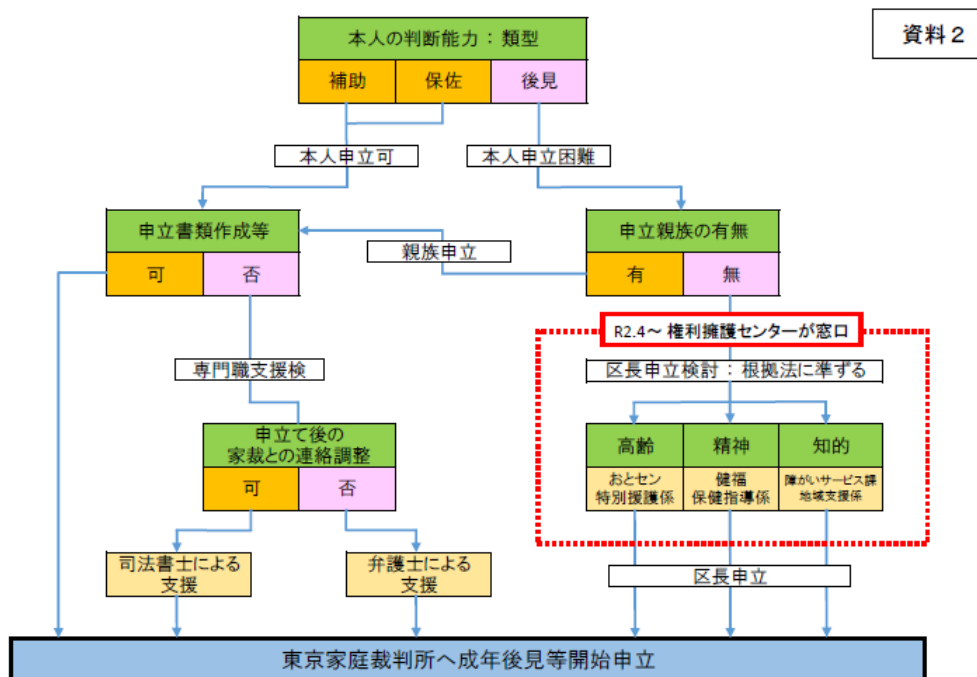 資料２
本人の判断能力：類型
補助
保佐
後見
本人申立可
本人申立困難
申立書類作成等
可
否
親族申立
申立親族の有無
有
無
R2.4～ 権利擁護センターが窓口
専門職支援検
区長申立検討：根拠法に準ずる
申立て後の
家裁との連絡調整
可
否
高齢
精神
知的
おとセン
特別援護係
健福
保健指導係
障がいサービス課
地域支援係
司法書士による
支援
弁護士による
支援
区長申立
東京家庭裁判所へ成年後見等開始申立